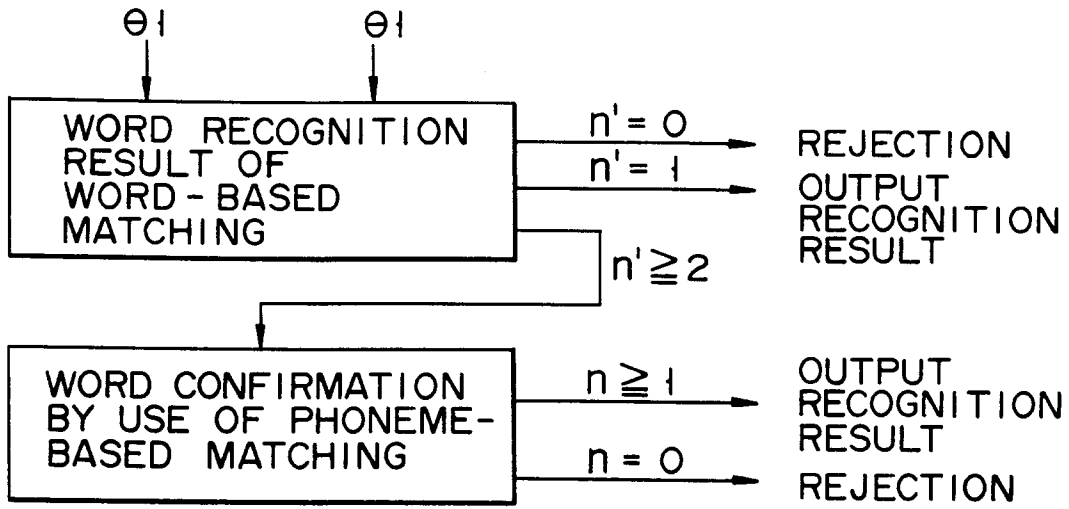 θ1 θ1
WORD RECOGNITION
RESULT OF
WORD-BASED
MATCHING
n' = 0
REJECTION
n' = 1
OUTPUT
RECOGNITION
RESULT
n' ≧ 2
WORD CONFIRMATION
BY USE OF PHONEME-
BASED MATCHING
n ≧ 1
OUTPUT
RECOGNITION
RESULT
n = 0
REJECTION